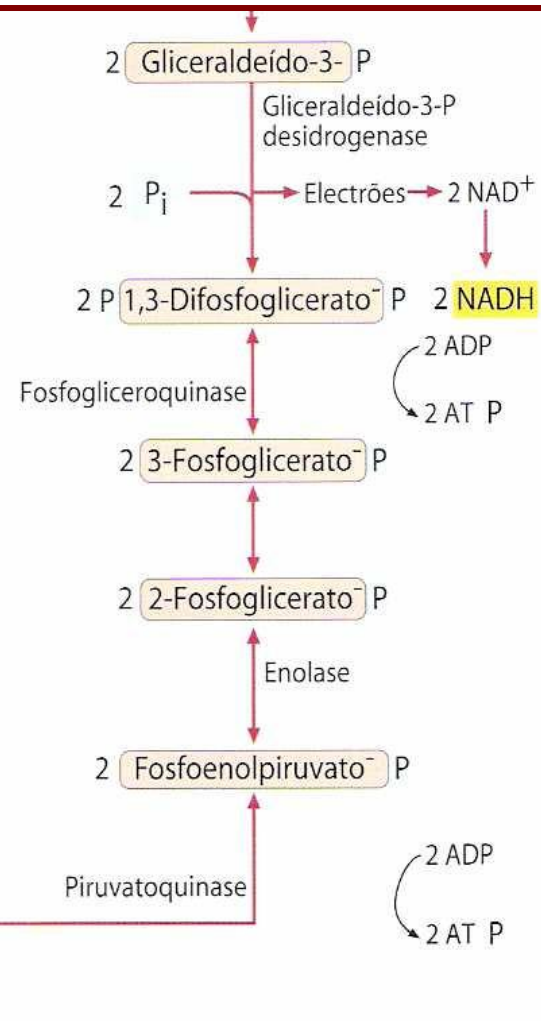 2 Gliceraldeído-3- P
Gliceraldeído-3-P
desidrogenase
2 Pi Electrões 2 NAD+
2 P 1,3-Difosfoglicerato- P 2 NADH
2 ADP
Fosfogliceroquinase
2 AT P
2 3-Fosfoglicerato- P
2 2-Fosfoglicerato- P
Enolase
2 Fosfoenolpiruvato- P
2 ADP
Piruvatoquinase
2 AT P